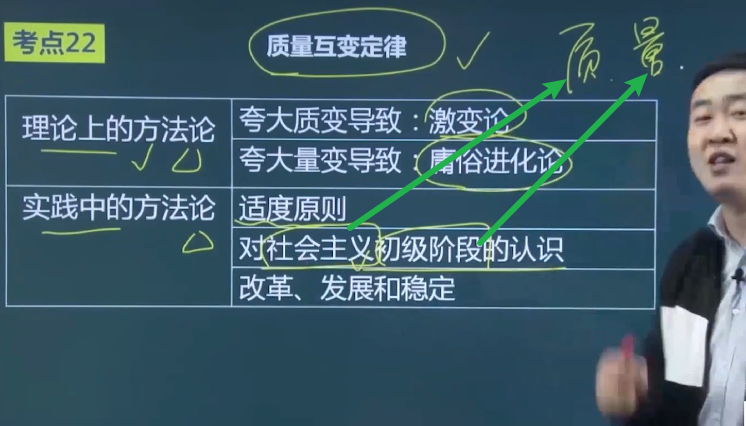 考点22
质量互变定律
质 量
理论上的方法论
夸大质变导致：激变论
夸大量变导致：庸俗进化论
实践中的方法论
适度原则
对社会主义初级阶段的认识
改革、发展和稳定